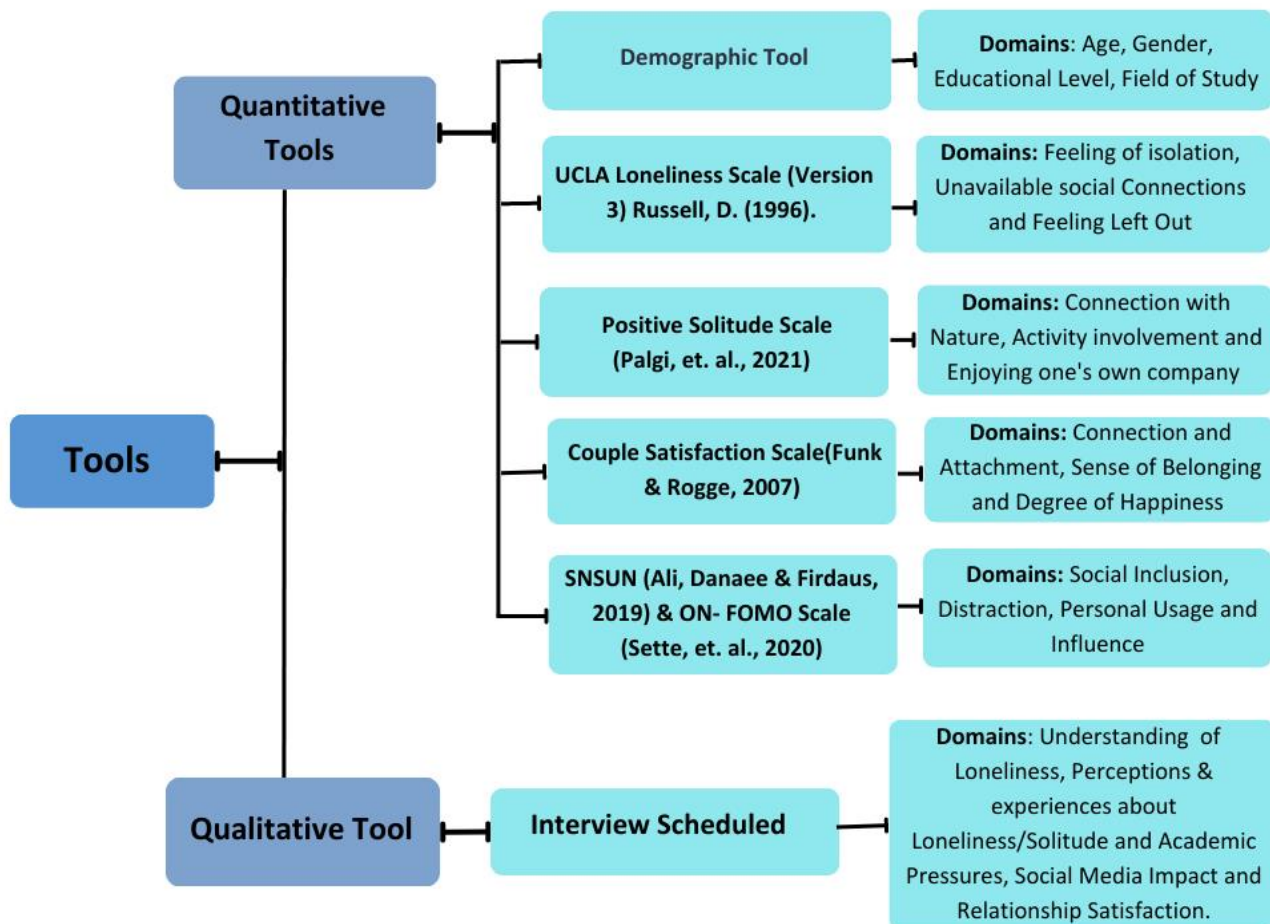 Tools
Quantitative
Tools
Demographic Tool
Domains: Age, Gender,
Educational Level, Field of Study
UCLA Loneliness Scale (Version
3) Russell, D. (1996).
Domains: Feeling of isolation,
Unavailable social Connections
and Feeling Left Out
Positive Solitude Scale
(Palgi, et. al., 2021)
Domains: Connection with
Nature, Activity involvement and
Enjoying one's own company
Couple Satisfaction Scale(Funk
& Rogge, 2007)
Domains: Connection and
Attachment, Sense of Belonging
and Degree of Happiness
SNSUN (Ali, Danaee & Firdaus,
2019) & ON- FOMO Scale
(Sette, et. al., 2020)
Domains: Social Inclusion,
Distraction, Personal Usage and
Influence
Qualitative Tool
Interview Scheduled
Domains: Understanding of
Loneliness, Perceptions &
experiences about
Loneliness/Solitude and Academic
Pressures, Social Media Impact and
Relationship Satisfaction.